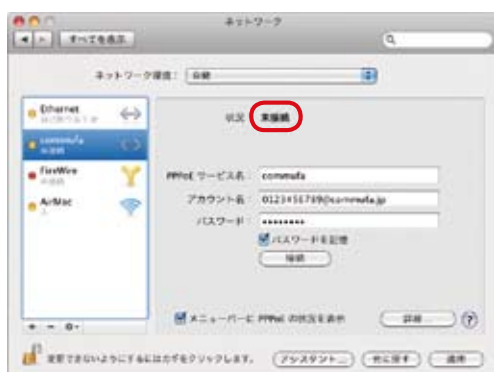 ネットワーク
すべてを表示
ネットワーク環境： 自動
Ethernet
commufa
未接続
FireWire
AirMac
状況： 未接続
PPPoE サービス名： commufa
アカウント名： 0123456789@commufa.jp
パスワード：
パスワードを記憶
接続
メニューバーに PPPoE の状況を表示
詳細...
?
変更できないようにするにはカギをクリックします。
アシスタント...
元に戻す
適用